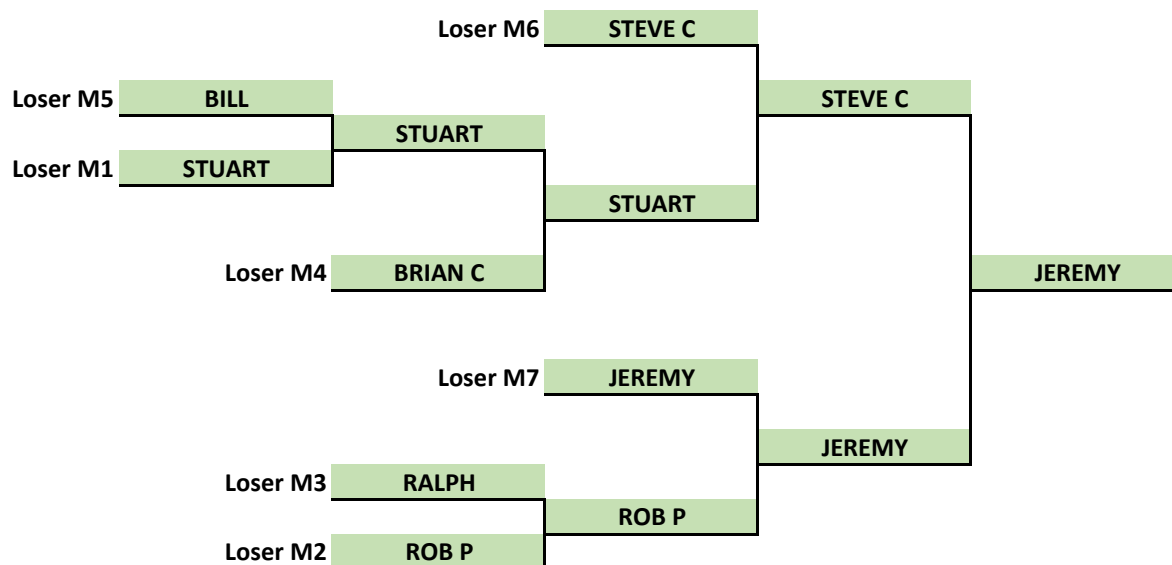 Loser M6 STEVE C
Loser M5 BILL STEVE C
STUART
Loser M1 STUART
STUART
Loser M4 BRIAN C JEREMY
Loser M7 JEREMY
JEREMY
Loser M3 RALPH
ROB P
Loser M2 ROB P